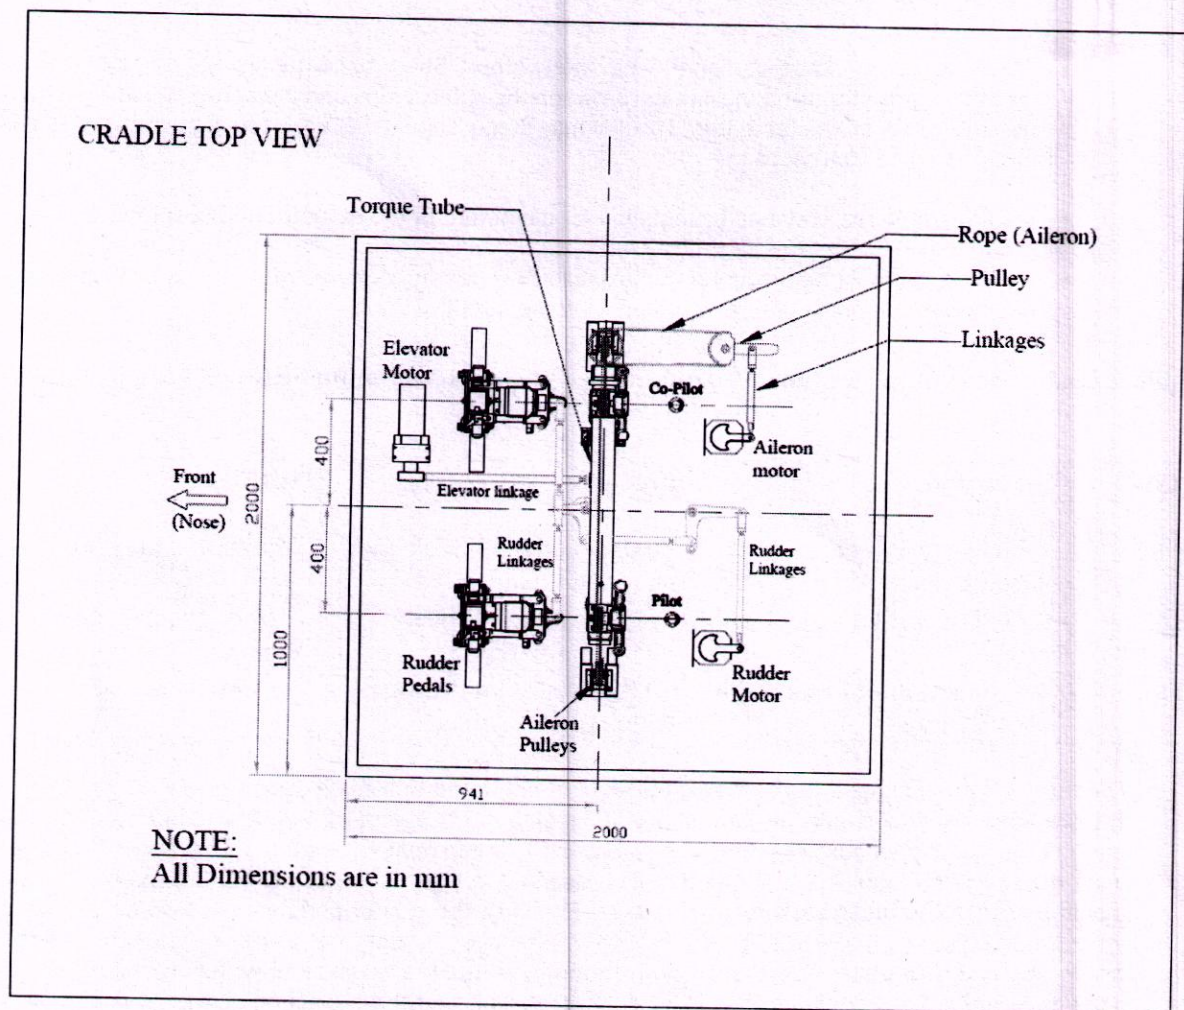 CRADLE TOP VIEW
Torque Tube
Rope (Aileron)
Pulley
Linkages
Elevator
Motor
Co-Pilot
Aileron
motor
400
2000
Front
(Nose)
Elevator linkage
400
1000
Rudder
Linkages
Rudder
Linkages
Pilot
Rudder
Pedals
Rudder
Motor
Aileron
Pulleys
941
2000
NOTE:
All Dimensions are in mm